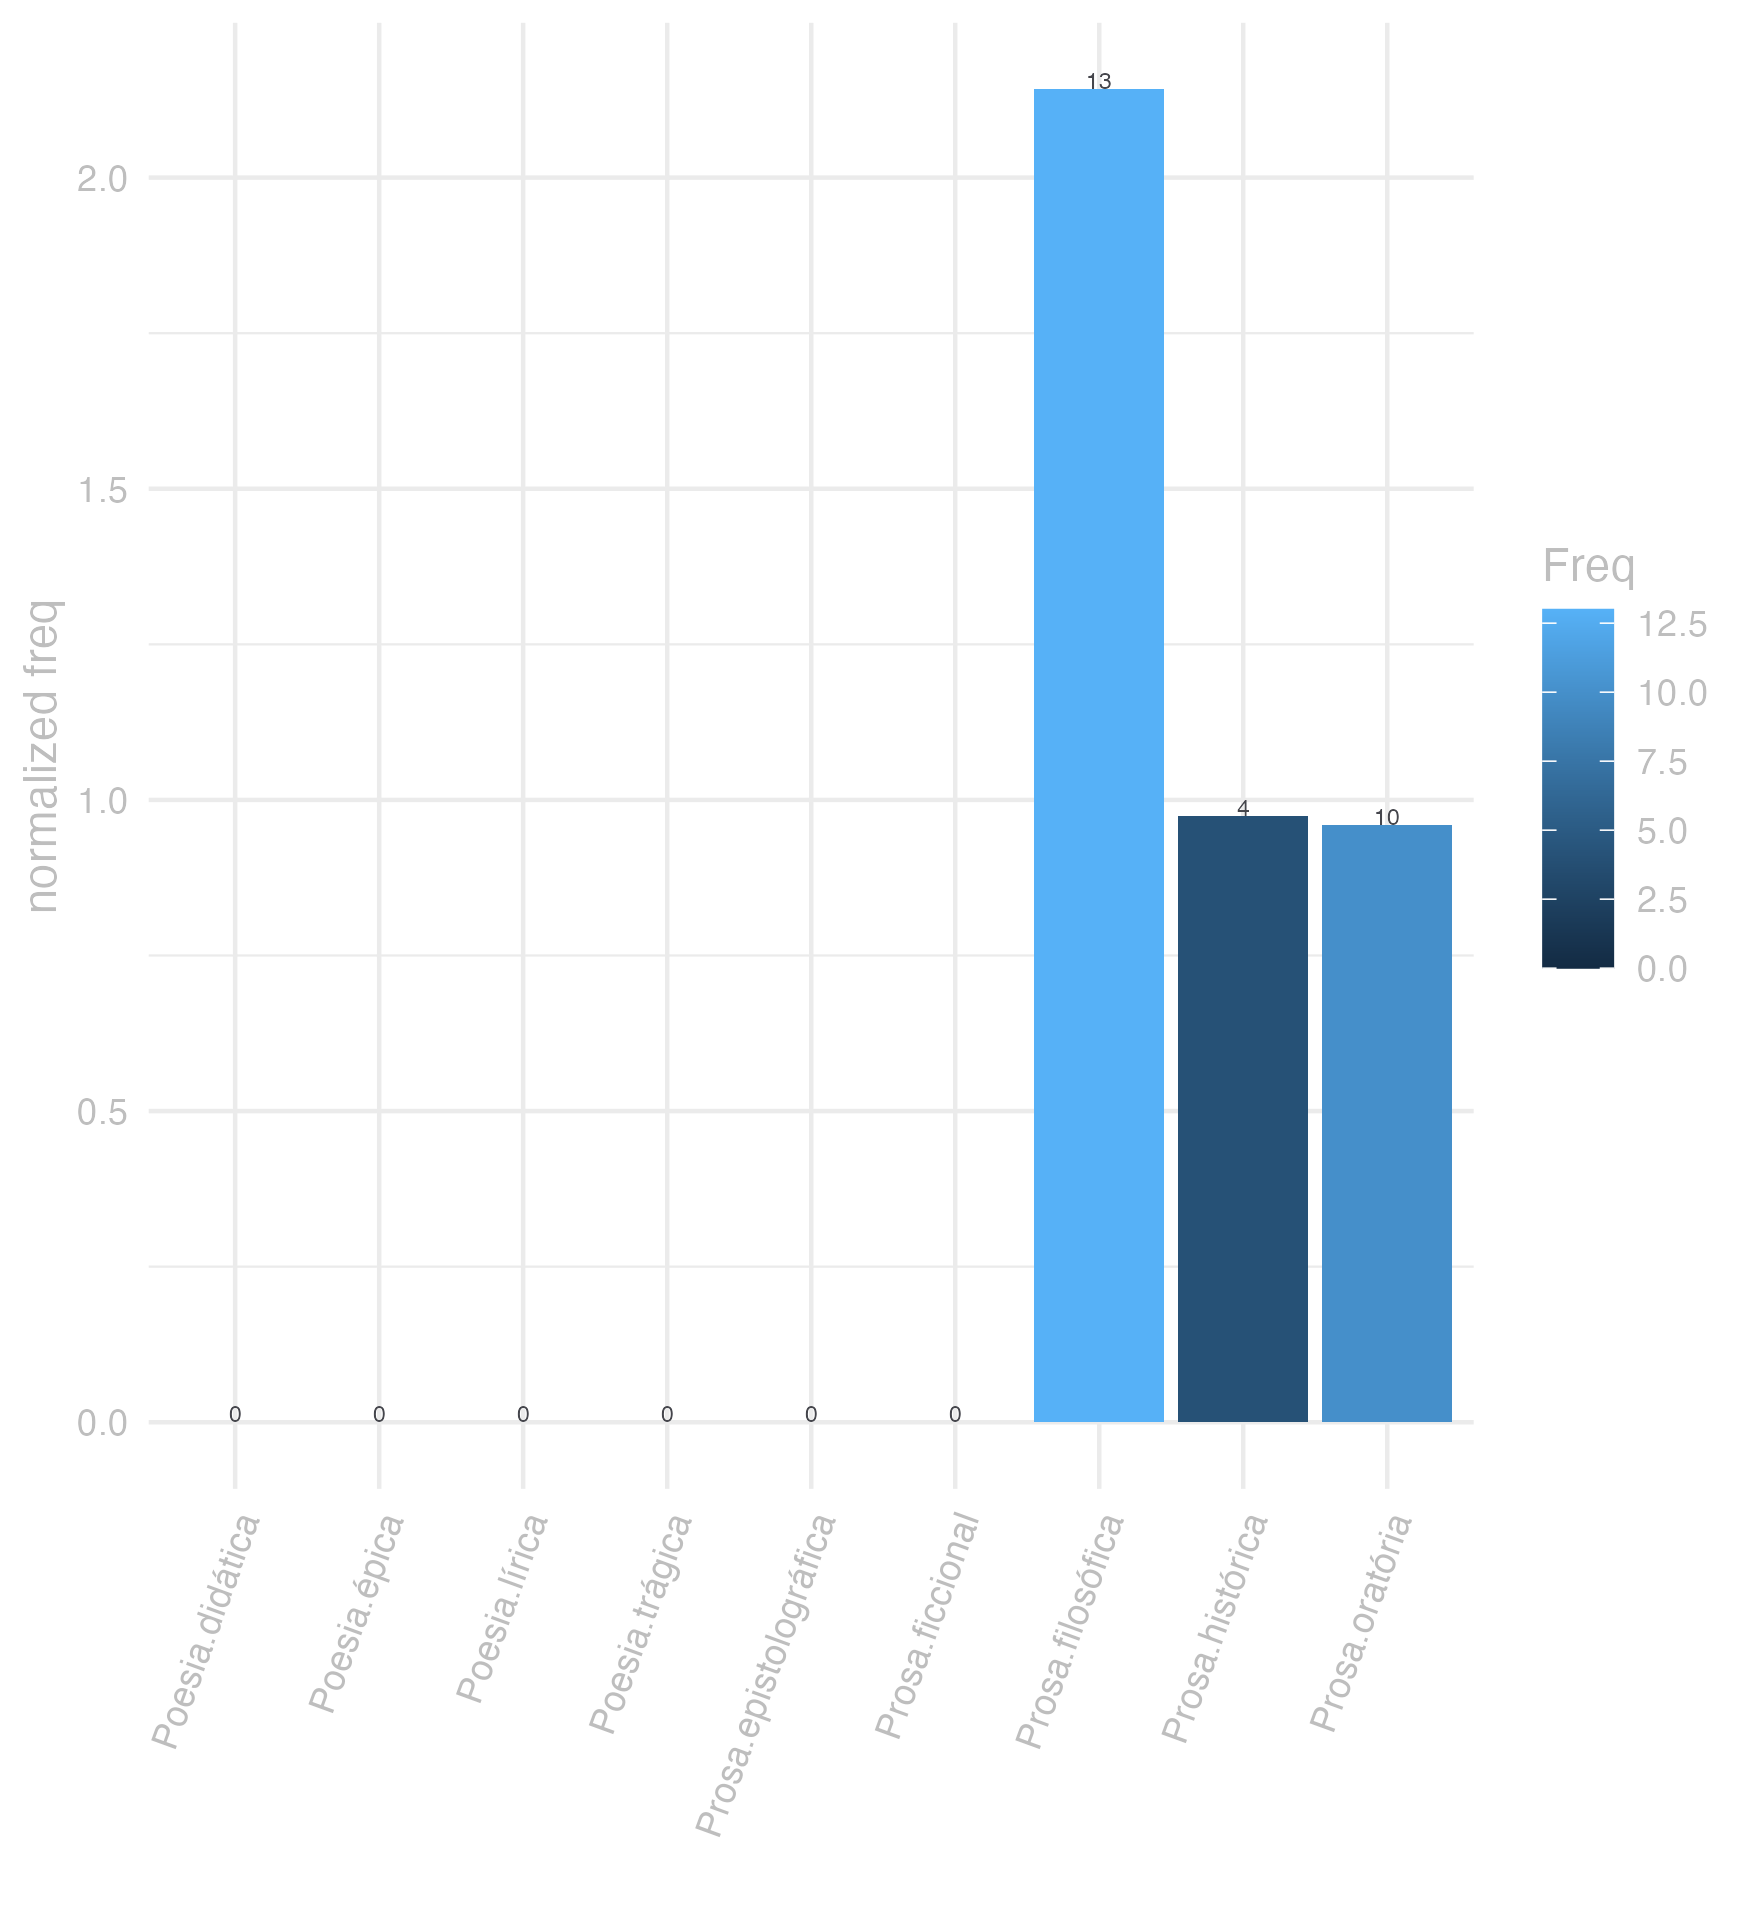 normalized freq
2.0
1.5
1.0
0.5
0.0
0
0
0
0
0
0
13
4
10
Poesia.didática
Poesia.épica
Poesia.lírica
Poesia.trágica
Prosa.epistolográfica
Prosa.ficcional
Prosa.filosófica
Prosa.histórica
Prosa.oratória
Freq
12.5
10.0
7.5
5.0
2.5
0.0